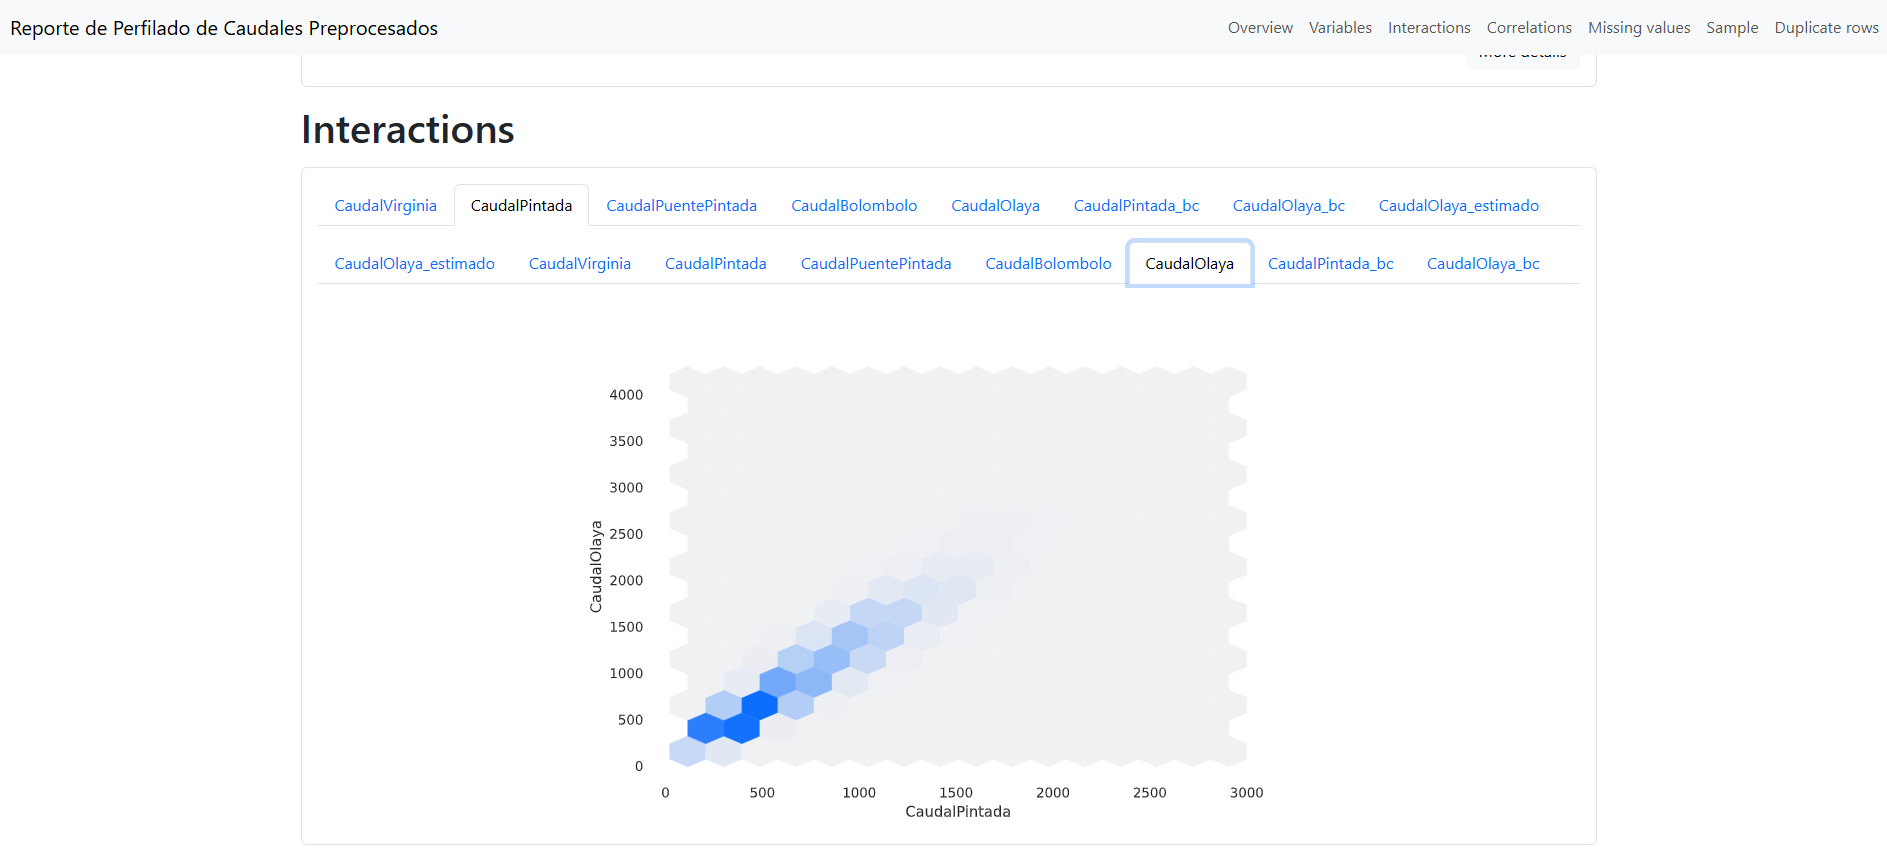 Reporte de Perfilado de Caudales Preprocesados
Overview Variables Interactions Correlations Missing values Sample Duplicate rows
More details
Interactions
CaudalVirginia CaudalPintada CaudalPuentePintada CaudalBolombolo CaudalOlaya CaudalPintada_bc CaudalOlaya_bc CaudalOlaya_estimado
CaudalOlaya_estimado CaudalVirginia CaudalPintada CaudalPuentePintada CaudalBolombolo CaudalOlaya CaudalPintada_bc CaudalOlaya_bc
4000
3500
3000
2500
2000
1500
1000
500
0
CaudalOlaya
0 500 1000 1500 2000 2500 3000
CaudalPintada